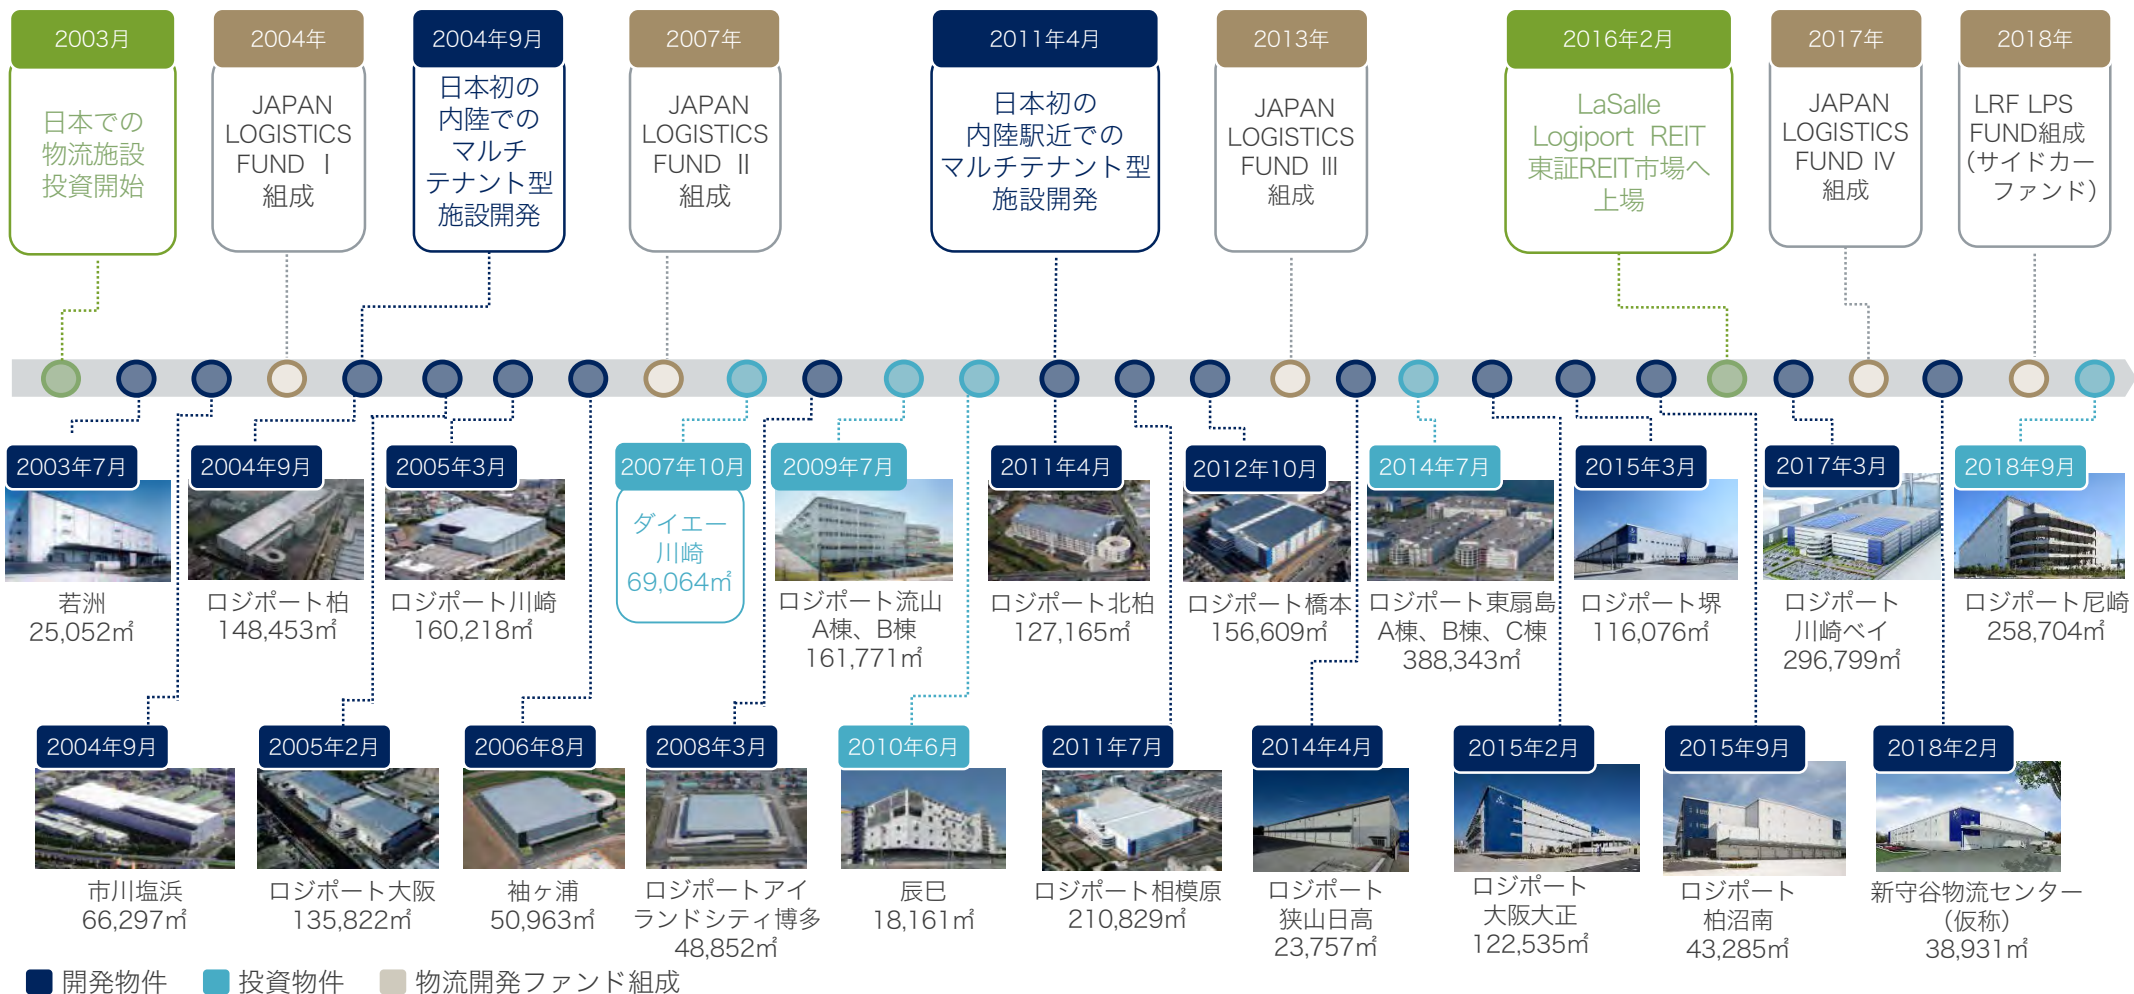 2003月
日本での
物流施設
投資開始
2004年
JAPAN
LOGISTICS
FUND Ⅰ
組成
2004年9月
日本初の
内陸での
マルチ
テナント型
施設開発
2007年
JAPAN
LOGISTICS
FUND Ⅱ
組成
2011年4月
日本初の
内陸駅近での
マルチテナント型
施設開発
2013年
JAPAN
LOGISTICS
FUND Ⅲ
組成
2016年2月
LaSalle
Logiport REIT
東証REIT市場へ
上場
2017年
JAPAN
LOGISTICS
FUND Ⅳ
組成
2018年
LRF LPS
FUND組成
（サイドカー
ファンド）
2003年7月
若洲
25,052㎡
2004年9月
ロジポート柏
148,453㎡
2005年3月
ロジポート川崎
160,218㎡
2007年10月
ダイエー
川崎
69,064㎡
2009年7月
ロジポート流山
A棟、B棟
161,771㎡
2011年4月
ロジポート北柏
127,165㎡
2012年10月
ロジポート橋本
156,609㎡
2014年7月
ロジポート東扇島
A棟、B棟、C棟
388,343㎡
2015年3月
ロジポート堺
116,076㎡
2017年3月
ロジポート
川崎ベイ
296,799㎡
2018年9月
ロジポート尼崎
258,704㎡
2004年9月
市川塩浜
66,297㎡
2005年2月
ロジポート大阪
135,822㎡
2006年8月
袖ヶ浦
50,963㎡
2008年3月
ロジポートアイ
ランドシティ博多
48,852㎡
2010年6月
辰巳
18,161㎡
2011年7月
ロジポート相模原
210,829㎡
2014年4月
ロジポート
狭山日高
23,757㎡
2015年2月
ロジポート
大阪大正
122,535㎡
2015年9月
ロジポート
柏沼南
43,285㎡
2018年2月
新守谷物流センター
（仮称）
38,931㎡
開発物件
投資物件
物流開発ファンド組成